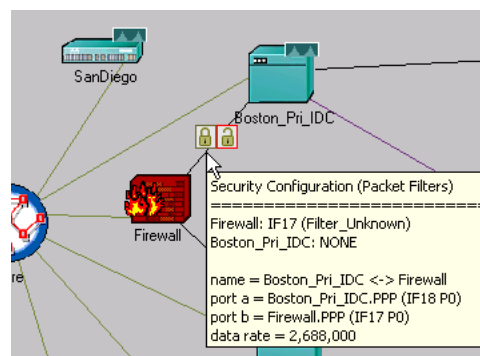 SanDiego
Boston_Pri_IDC
Firewall
re
Security Configuration (Packet Filters)
==============================
Firewall: IF17 (Filter_Unknown)
Boston_Pri_IDC: NONE
name = Boston_Pri_IDC <-> Firewall
port a = Boston_Pri_IDC.PPP (IF18 P0)
port b = Firewall.PPP (IF17 P0)
data rate = 2,688,000